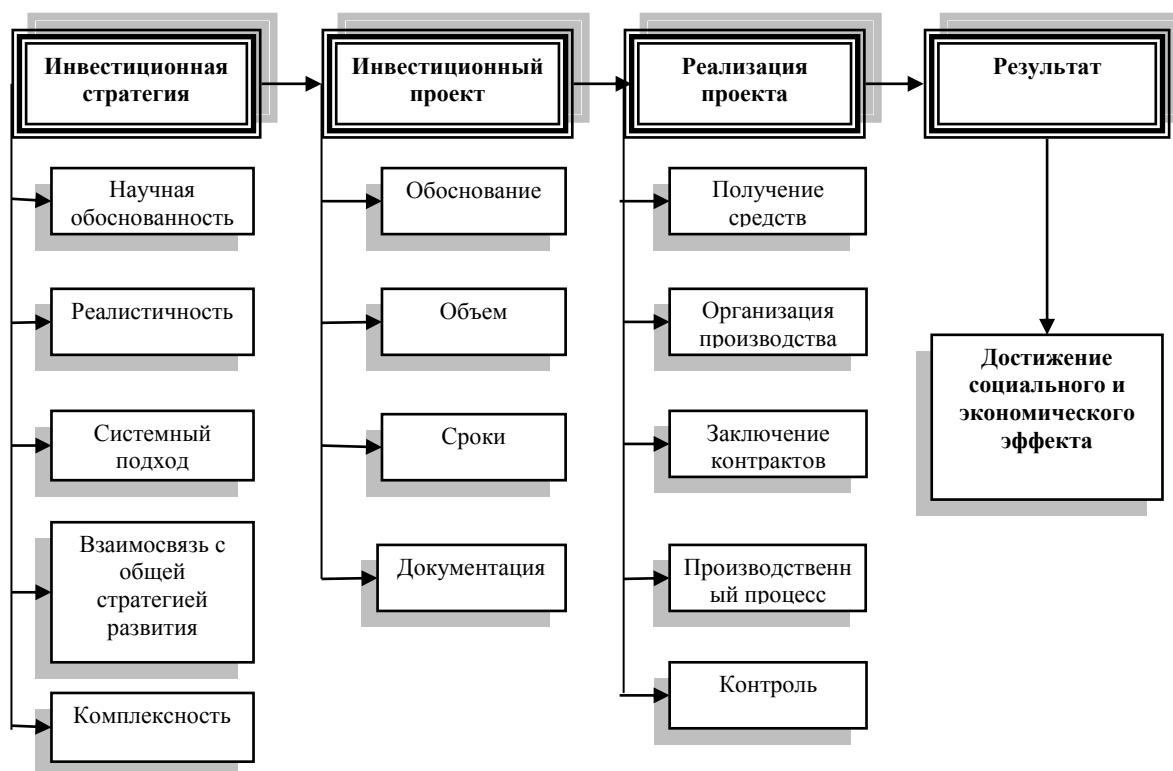 Инвестиционная
стратегия
Инвестиционный
проект
Реализация
проекта
Результат
Научная
обоснованность
Реалистичность
Системный
подход
Взаимосвязь с
общей
стратегией
развития
Комплексность
Обоснование
Объем
Сроки
Документация
Получение
средств
Организация
производства
Заключение
контрактов
Производственн
ый процесс
Контроль
Достижение
социального и
экономического
эффекта